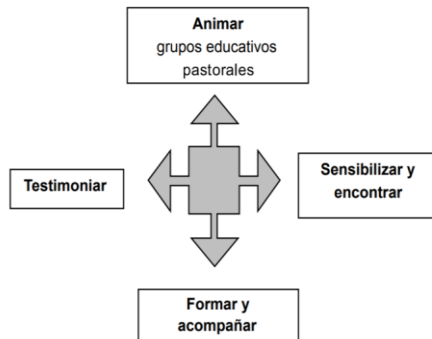 Animar
grupos educativos
pastorales
Testimoniar
Sensibilizar y
encontrar
Formar y
acompañar